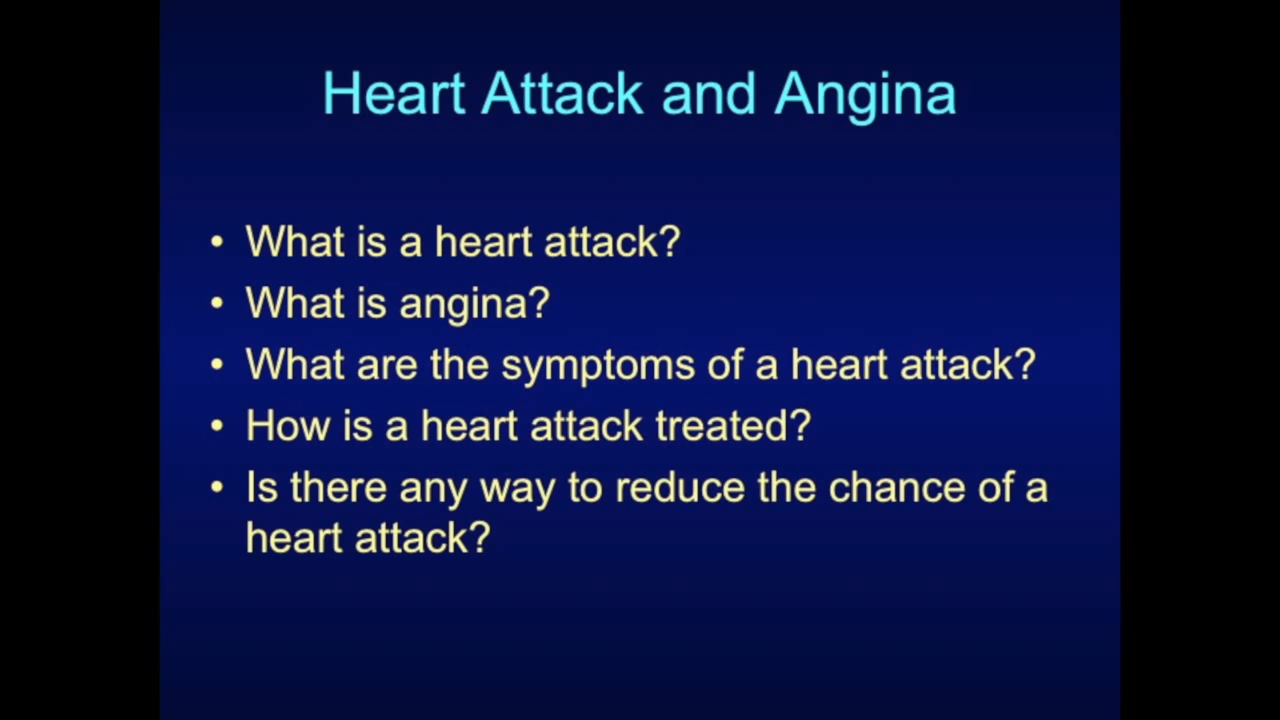 Heart Attack and Angina
• What is a heart attack?
• What is angina?
• What are the symptoms of a heart attack?
• How is a heart attack treated?
• Is there any way to reduce the chance of a
heart attack?